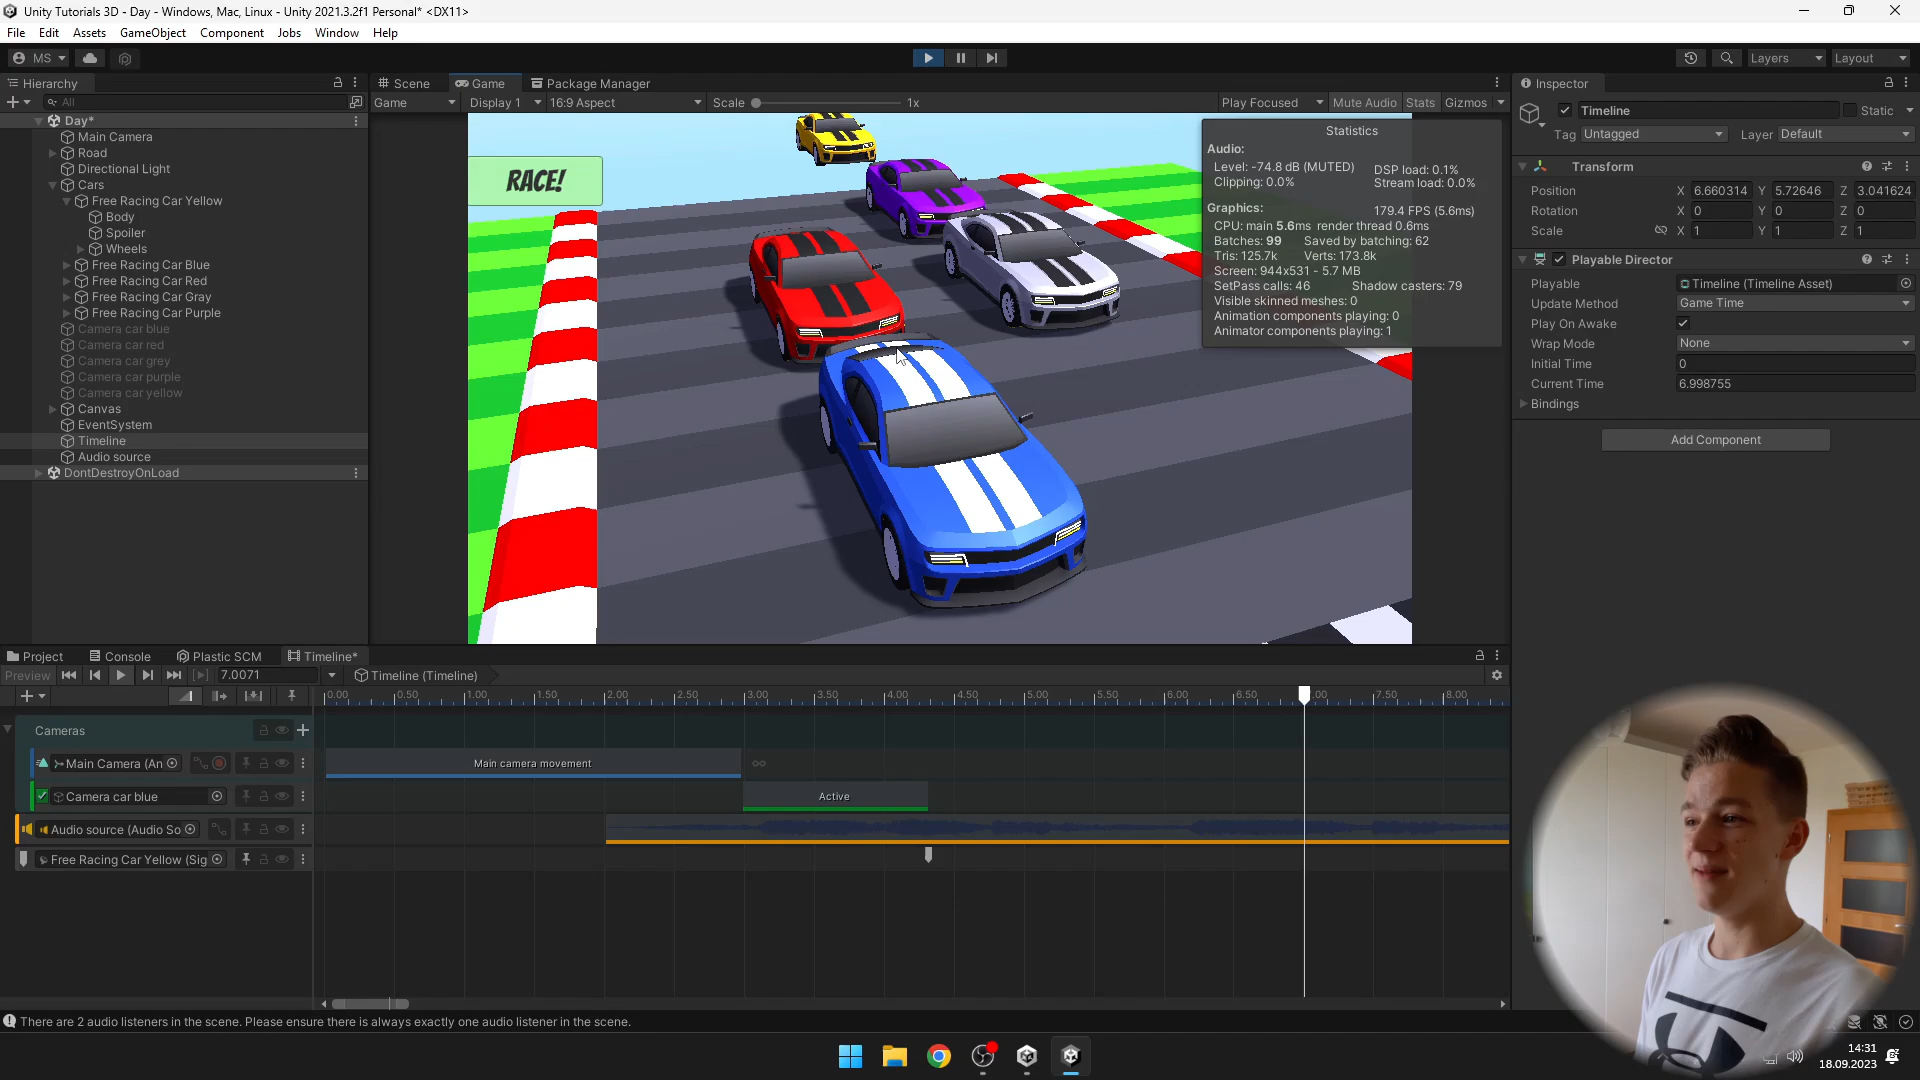 Unity Tutorials 3D - Day - Windows, Mac, Linux - Unity 2021.3.2f1 Personal* <DX11>
File Edit Assets GameObject Component Jobs Window Help
MS
Layers Layout
Hierarchy
All
Day*
Main Camera
Road
Directional Light
Cars
Free Racing Car Yellow
Body
Spoiler
Wheels
Free Racing Car Blue
Free Racing Car Red
Free Racing Car Gray
Free Racing Car Purple
Camera car blue
Camera car red
Camera car grey
Camera car purple
Camera car yellow
Canvas
EventSystem
Timeline
Audio source
DontDestroyOnLoad
Scene Game Package Manager
Game Display 1 16:9 Aspect Scale 1x Play Focused Mute Audio Stats Gizmos
RACE!
Statistics
Audio:
Level: -74.8 dB (MUTED) DSP load: 0.1%
Clipping: 0.0% Stream load: 0.0%
Graphics: 179.4 FPS (5.6ms)
CPU: main 5.6ms render thread 0.6ms
Batches: 99 Saved by batching: 62
Tris: 125.7k Verts: 173.8k
Screen: 944x531 - 5.7 MB
SetPass calls: 46 Shadow casters: 79
Visible skinned meshes: 0
Animation components playing: 0
Animator components playing: 1
Inspector
Timeline Static
Tag Untagged Layer Default
Transform
Position X 6.660314 Y 5.72646 Z 3.041624
Rotation X 0 Y 0 Z 0
Scale X 1 Y 1 Z 1
Playable Director
Playable Timeline (Timeline Asset)
Update Method Game Time
Play On Awake
Wrap Mode None
Initial Time 0
Current Time 6.998755
Bindings
Add Component
Project Console Plastic SCM Timeline*
Preview 7.0071 Timeline (Timeline)
0.00 0.50 1.00 1.50 2.00 2.50 3.00 3.50 4.00 4.50 5.00 5.50 6.00 6.50 7.50 8.00
Cameras
Main Camera (An Main camera movement
Camera car blue Active
Audio source (Audio So
Free Racing Car Yellow (Sig
There are 2 audio listeners in the scene. Please ensure there is always exactly one audio listener in the scene.
14:31
18.09.2023